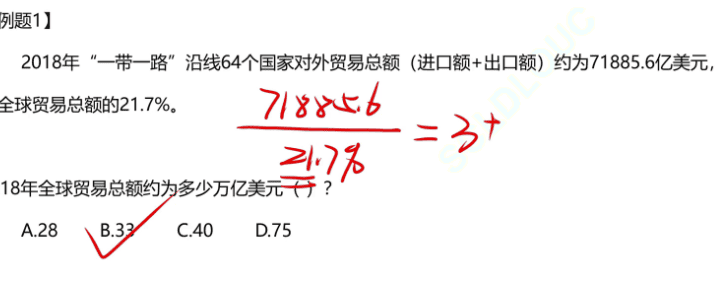 例题1】
2018年“一带一路”沿线64个国家对外贸易总额（进口额+出口额）约为71885.6亿美元，
全球贸易总额的21.7%。
71885.6
21.7%
=3+
18年全球贸易总额约为多少万亿美元（ ）？
A.28 B.33 C.40 D.75